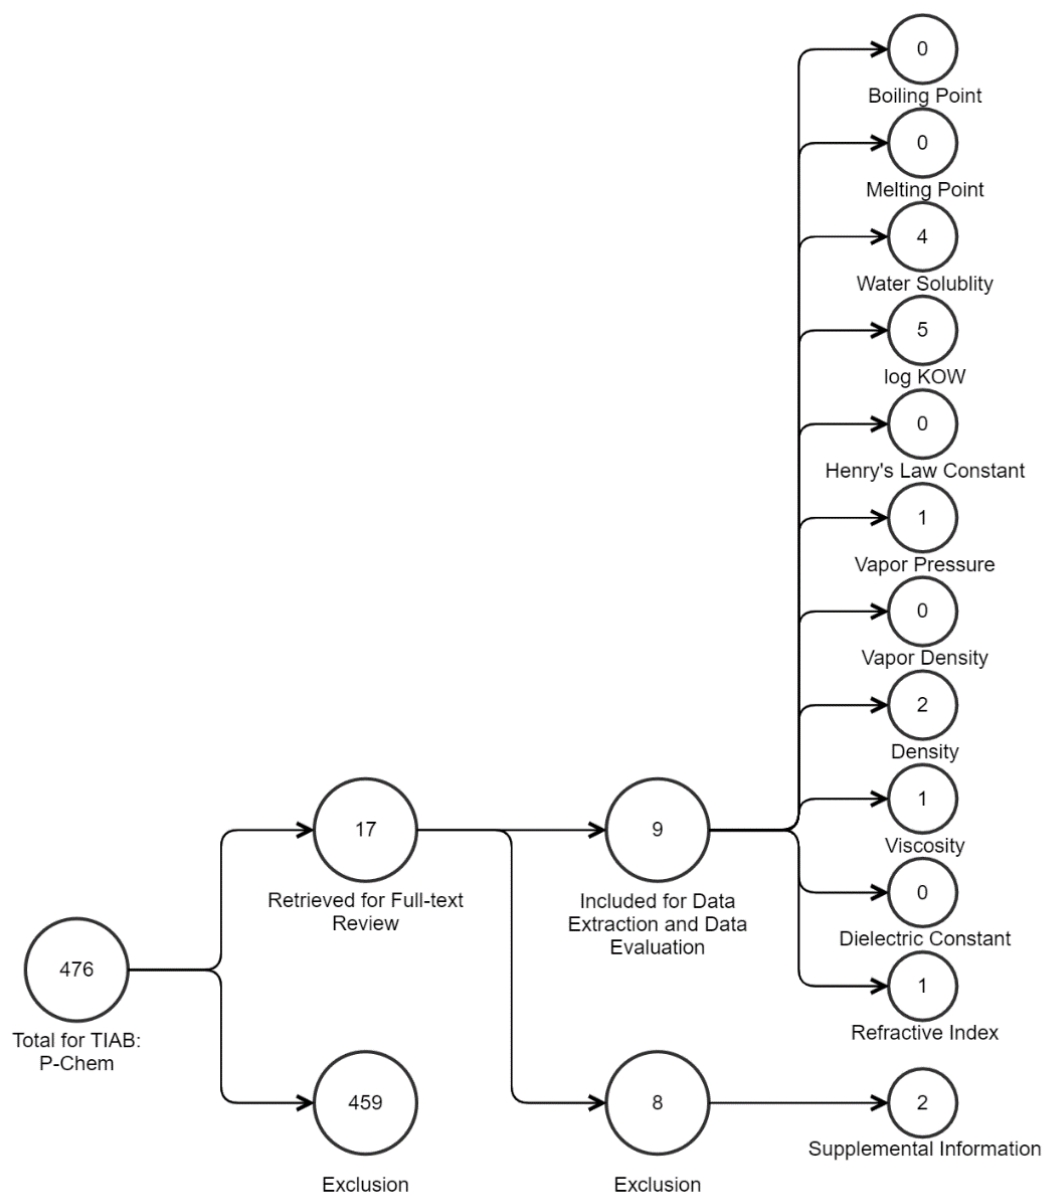 0
Boiling Point
0
Melting Point
4
Water Solublity
5
log KOW
0
Henry's Law Constant
1
Vapor Pressure
0
Vapor Density
2
Density
1
Viscosity
0
Dielectric Constant
1
Refractive Index
17
Retrieved for Full-text
Review
9
Included for Data
Extraction and Data
Evaluation
476
Total for TIAB:
P-Chem
459
Exclusion
8
Exclusion
2
Supplemental Information